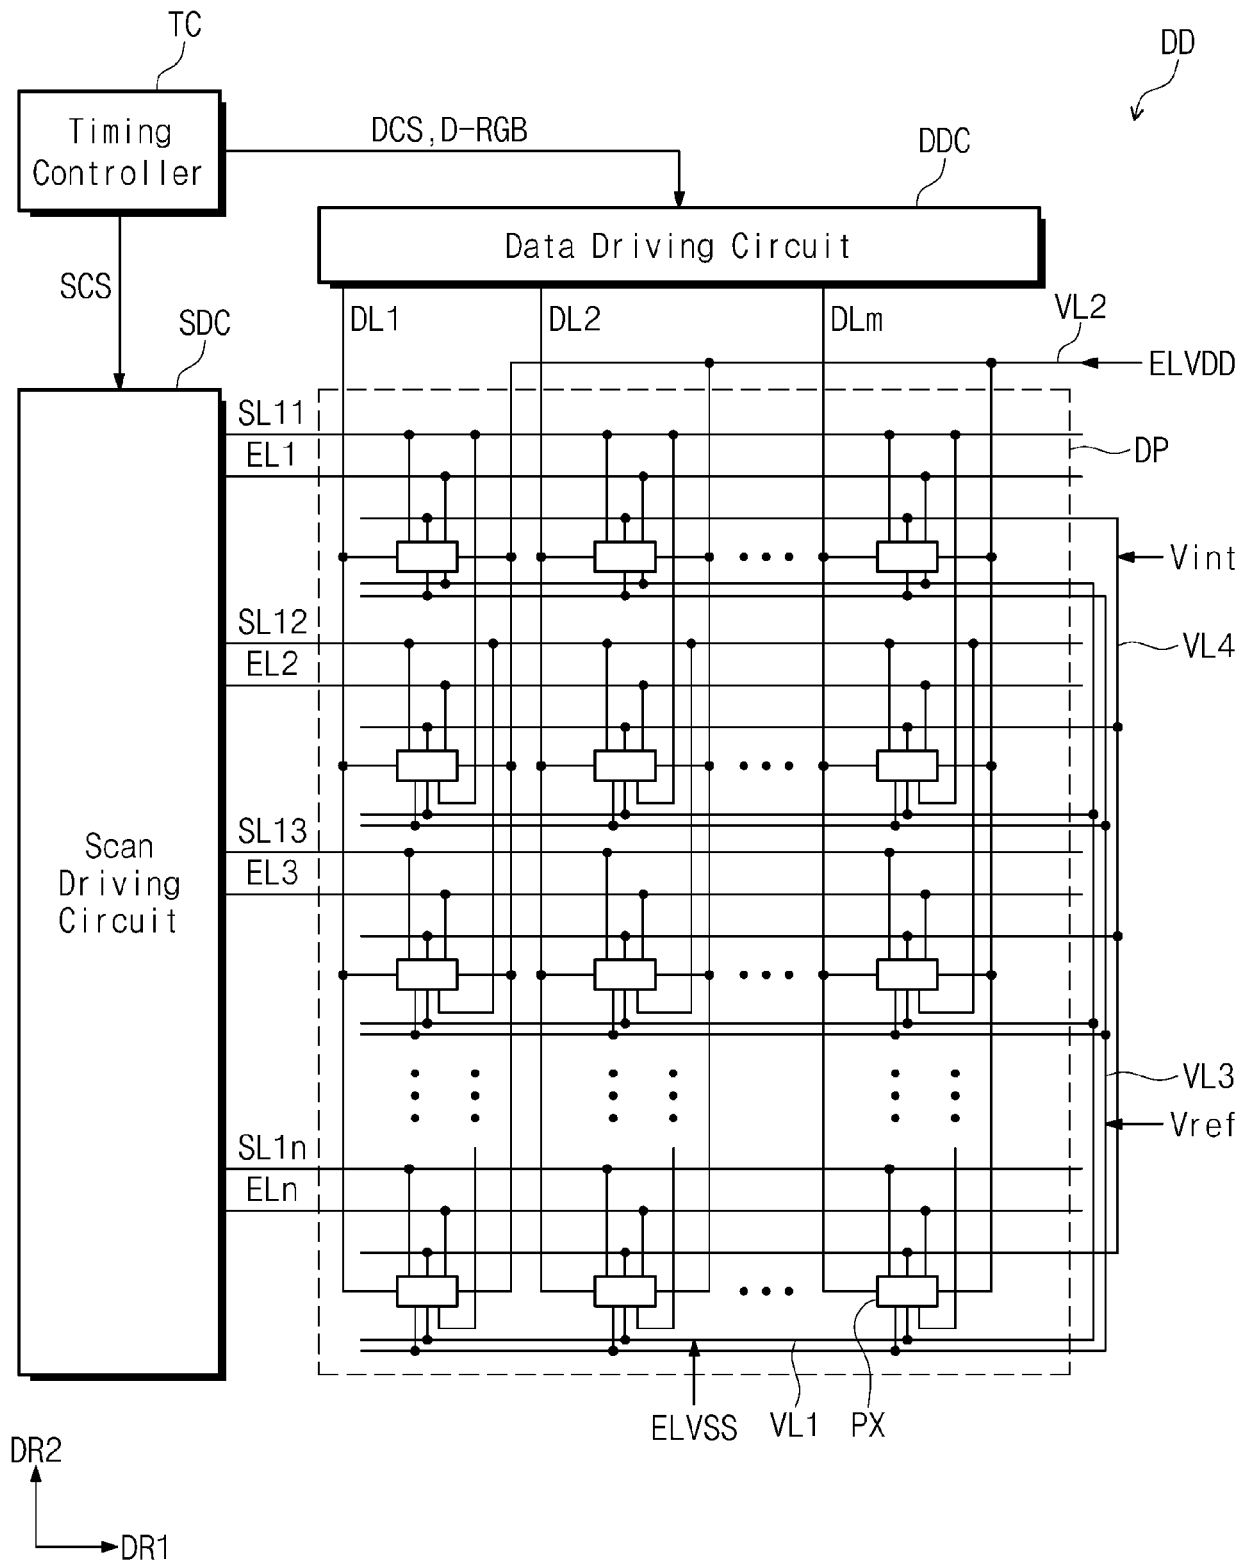 TC
DD
Timing
Controller
DCS,D-RGB
DDC
Data Driving Circuit
SCS
SDC
DL1
DL2
DLm
VL2
ELVDD
SL11
EL1
DP
Vint
SL12
EL2
VL4
SL13
EL3
Scan
Driving
Circuit
VL3
Vref
SL1n
ELn
ELVSS
VL1
PX
DR2
DR1